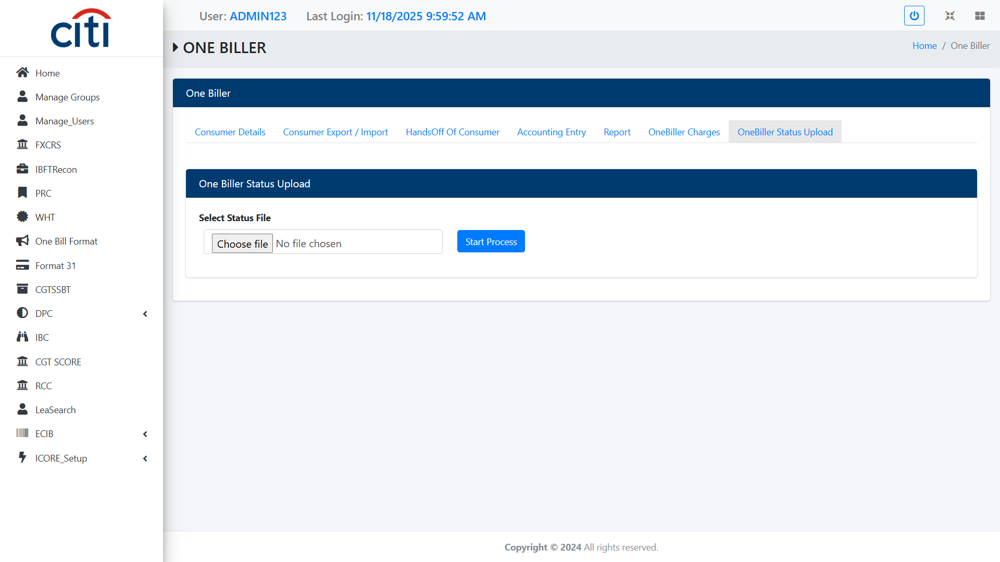 citi
User: ADMIN123 Last Login: 11/18/2025 9:59:52 AM
ONE BILLER
Home / One Biller
Home
Manage Groups
Manage_Users
FXCRS
IBFTRecon
PRC
WHT
One Bill Format
Format 31
CGTSSBT
DPC
IBC
CGT SCORE
RCC
LeaSearch
ECIB
ICORE_Setup
One Biller
Consumer Details Consumer Export / Import HandsOff Of Consumer Accounting Entry Report OneBiller Charges OneBiller Status Upload
One Biller Status Upload
Select Status File
Choose file No file chosen Start Process
Copyright © 2024 All rights reserved.